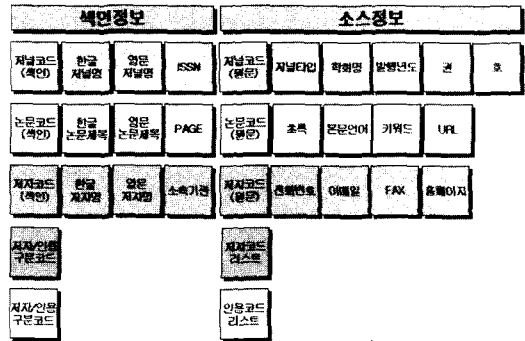 색인정보 소스정보
저널코드 (색인) 한글 저널명 영문 저널명 ISSN 저널코드 (원문) 저널타입 학회명 발행년도 권 호
논문코드 (색인) 한글 논문제목 영문 논문제목 PAGE 논문코드 (원문) 초록 본문언어 키워드 URL
저자코드 (색인) 한글 저자명 영문 저자명 소속기관 저자코드 (원문) 전화번호 이메일 FAX 홈페이지
저자/인용 구분코드 저자코드 리스트
저자/인용 구분코드 인용코드 리스트